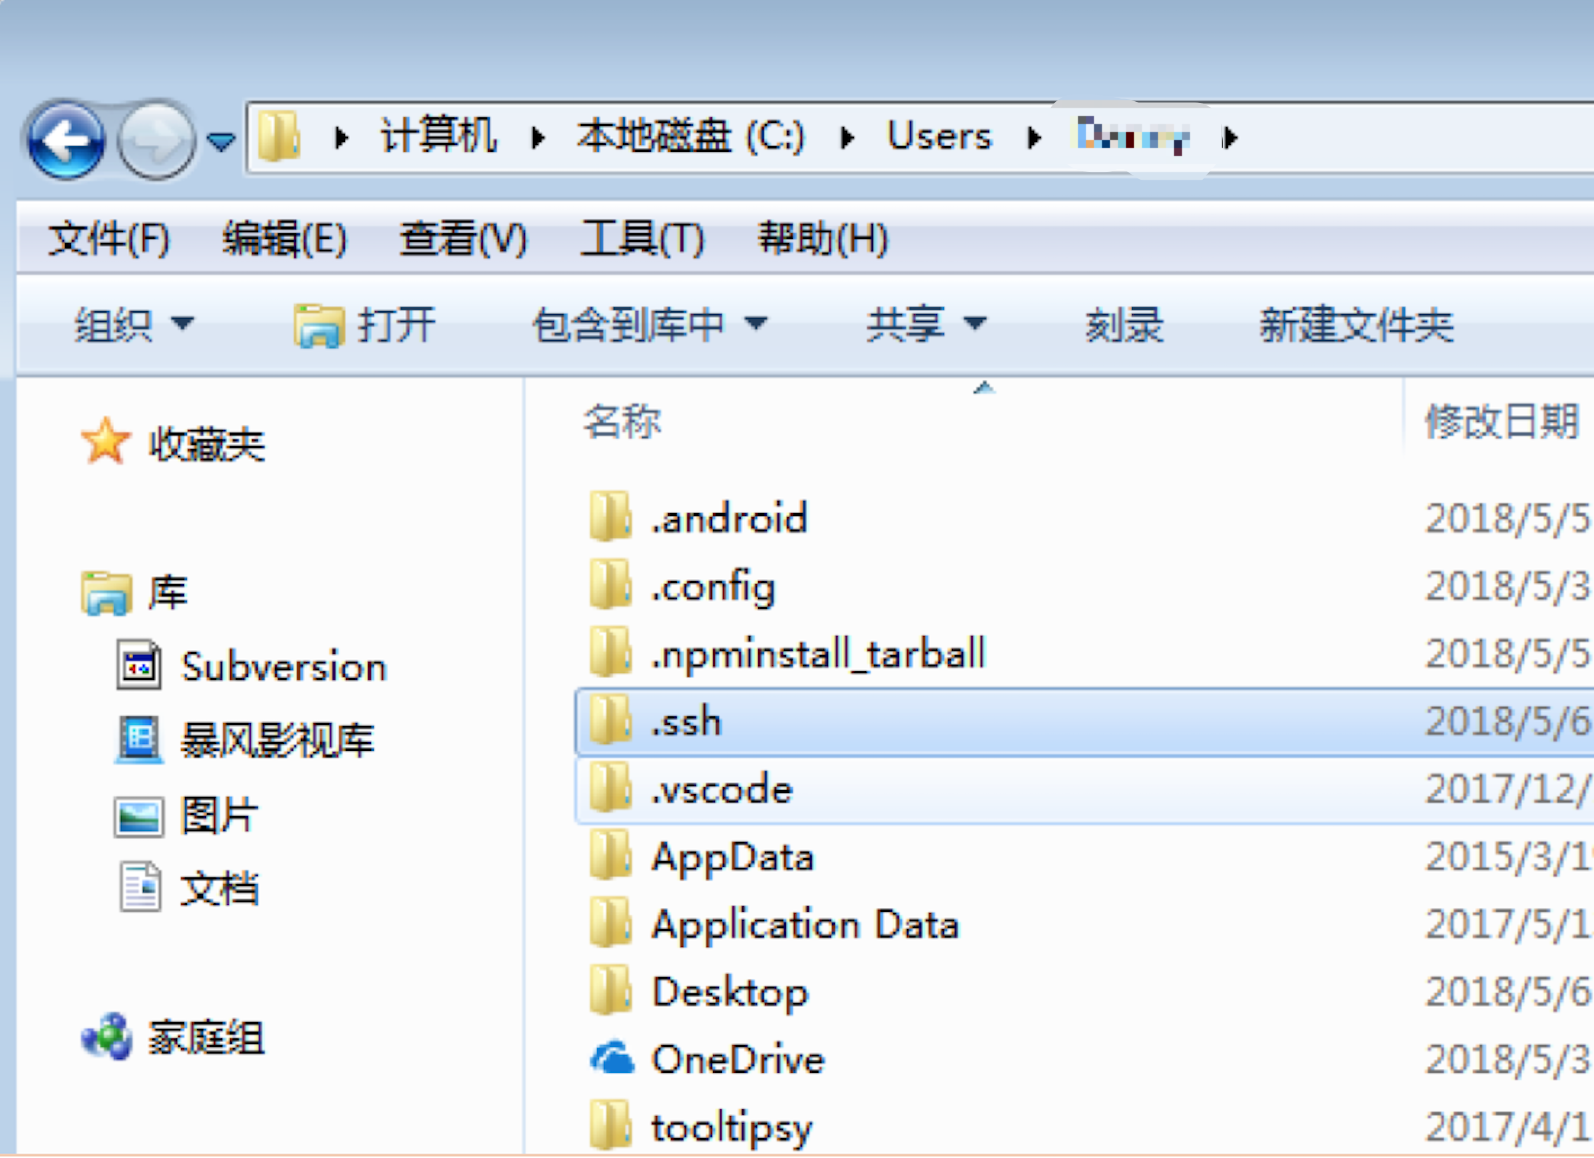 计算机 本地磁盘 (C:) Users
文件(F) 编辑(E) 查看(V) 工具(T) 帮助(H)
组织 打开 包含到库中 共享 刻录 新建文件夹
收藏夹
库
Subversion
暴风影视库
图片
文档
家庭组
名称 修改日期
.android 2018/5/5
.config 2018/5/3
.npminstall_tarball 2018/5/5
.ssh 2018/5/6
.vscode 2017/12/
AppData 2015/3/1
Application Data 2017/5/1
Desktop 2018/5/6
OneDrive 2018/5/3
tooltipsy 2017/4/1